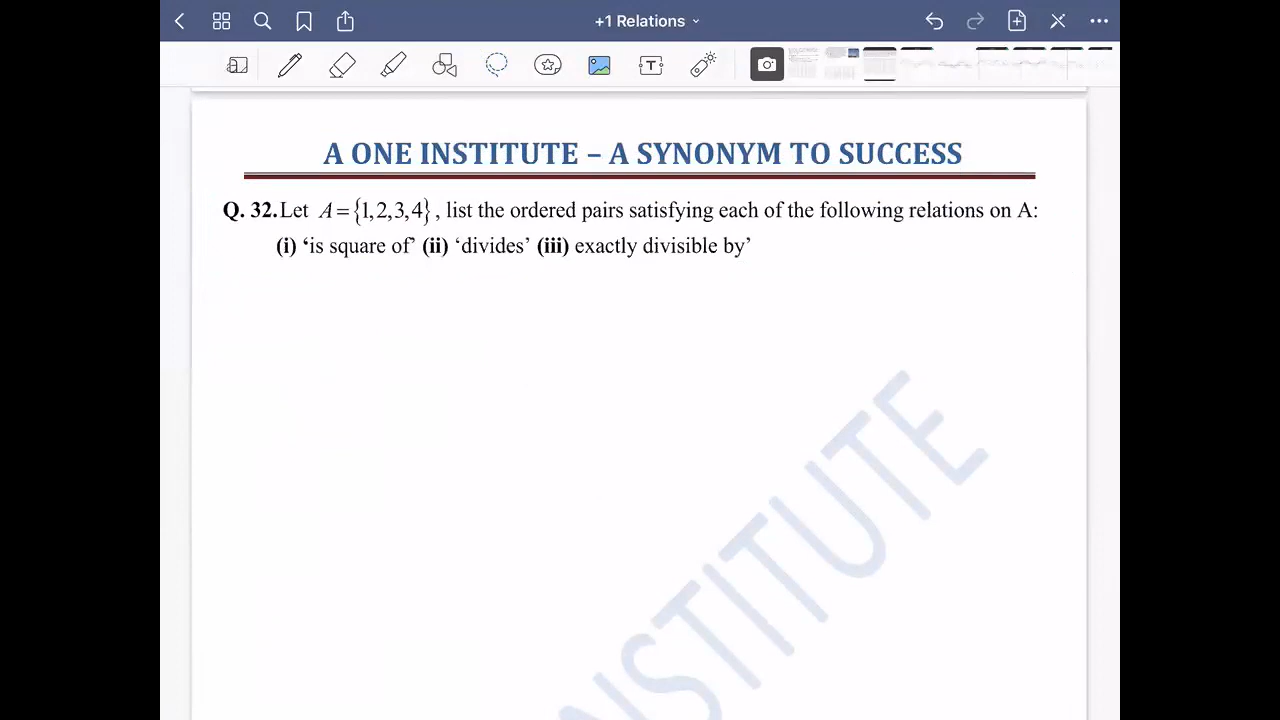 +1 Relations
T
A ONE INSTITUTE – A SYNONYM TO SUCCESS
Q. 32. Let A = {1, 2, 3, 4} , list the ordered pairs satisfying each of the following relations on A:
(i) ‘is square of’ (ii) ‘divides’ (iii) exactly divisible by’
INSTITUTE